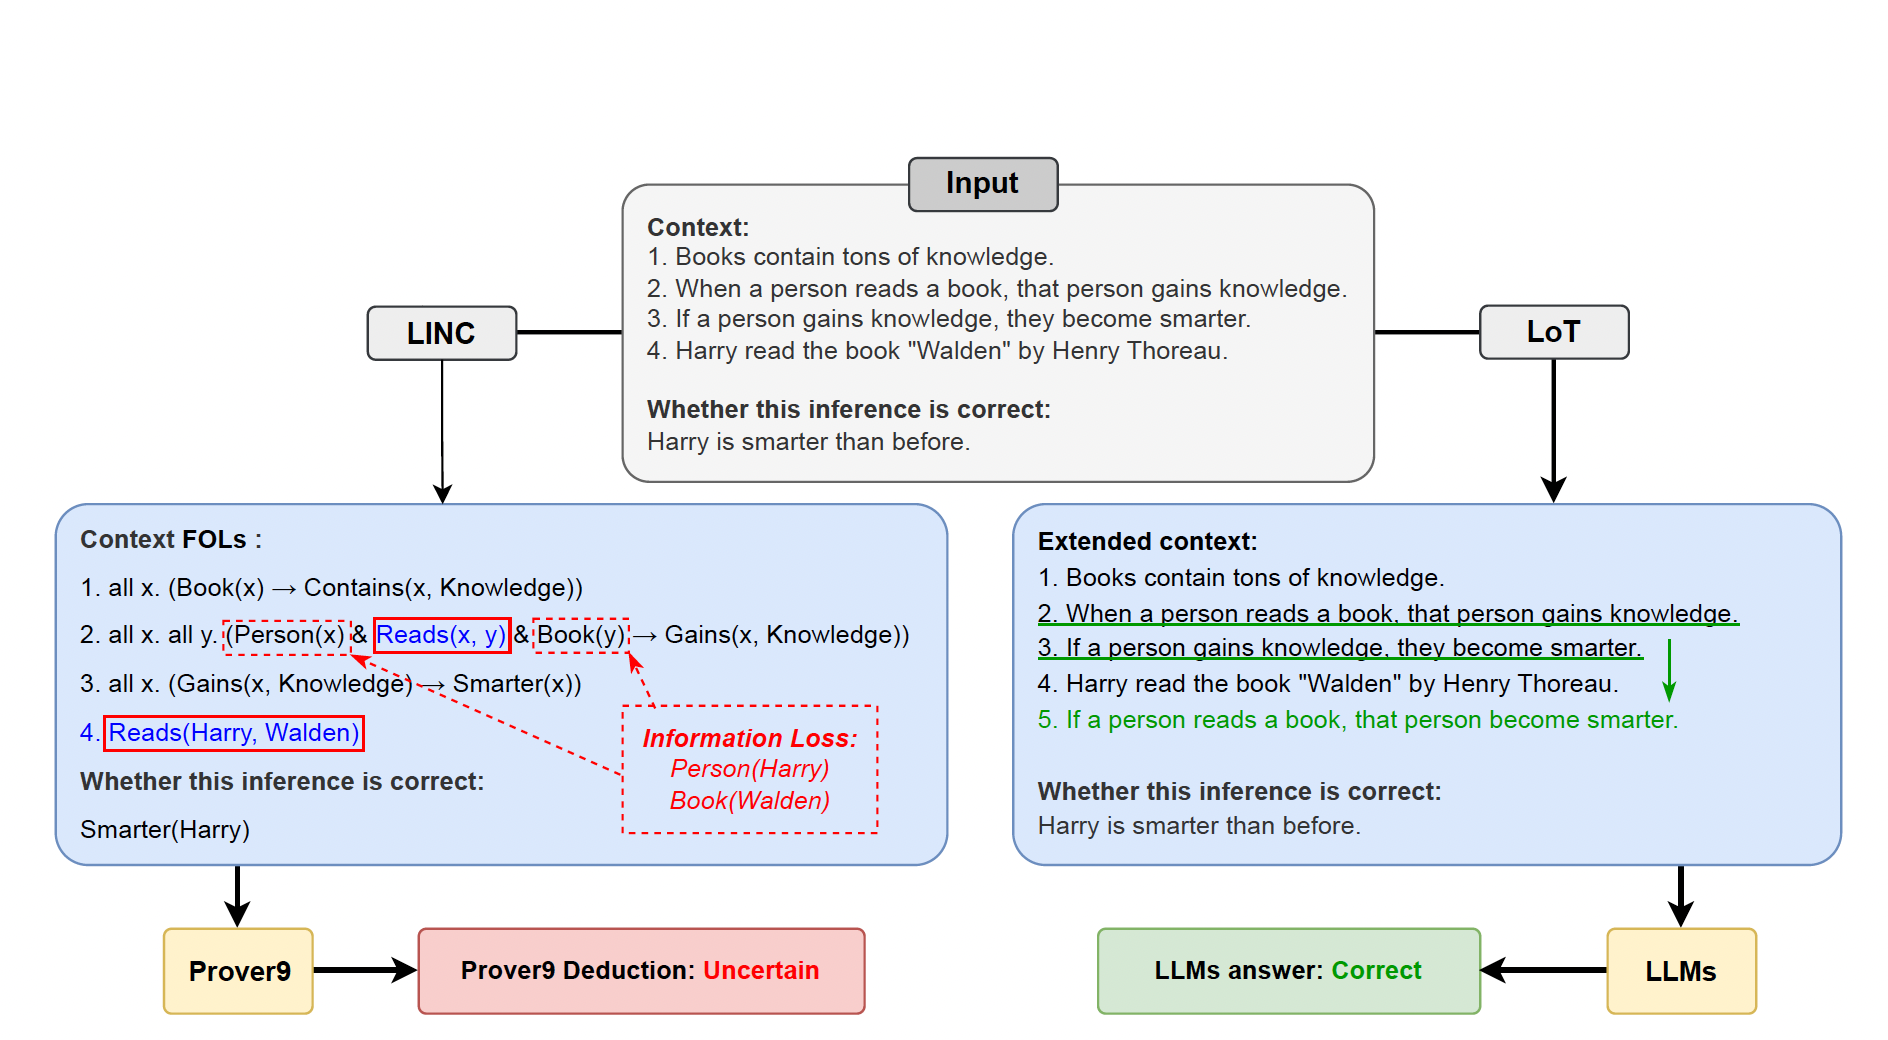 Input
Context:
1. Books contain tons of knowledge.
2. When a person reads a book, that person gains knowledge.
3. If a person gains knowledge, they become smarter.
4. Harry read the book "Walden" by Henry Thoreau.
Whether this inference is correct:
Harry is smarter than before.
LINC
LoT
Context FOLs :
1. all x. (Book(x) → Contains(x, Knowledge))
2. all x. all y. (Person(x) & Reads(x, y) & Book(y) → Gains(x, Knowledge))
3. all x. (Gains(x, Knowledge) → Smarter(x))
4. Reads(Harry, Walden)
Whether this inference is correct:
Smarter(Harry)
Information Loss:
Person(Harry)
Book(Walden)
Extended context:
1. Books contain tons of knowledge.
2. When a person reads a book, that person gains knowledge.
3. If a person gains knowledge, they become smarter.
4. Harry read the book "Walden" by Henry Thoreau.
5. If a person reads a book, that person become smarter.
Whether this inference is correct:
Harry is smarter than before.
Prover9
Prover9 Deduction: Uncertain
LLMs answer: Correct
LLMs